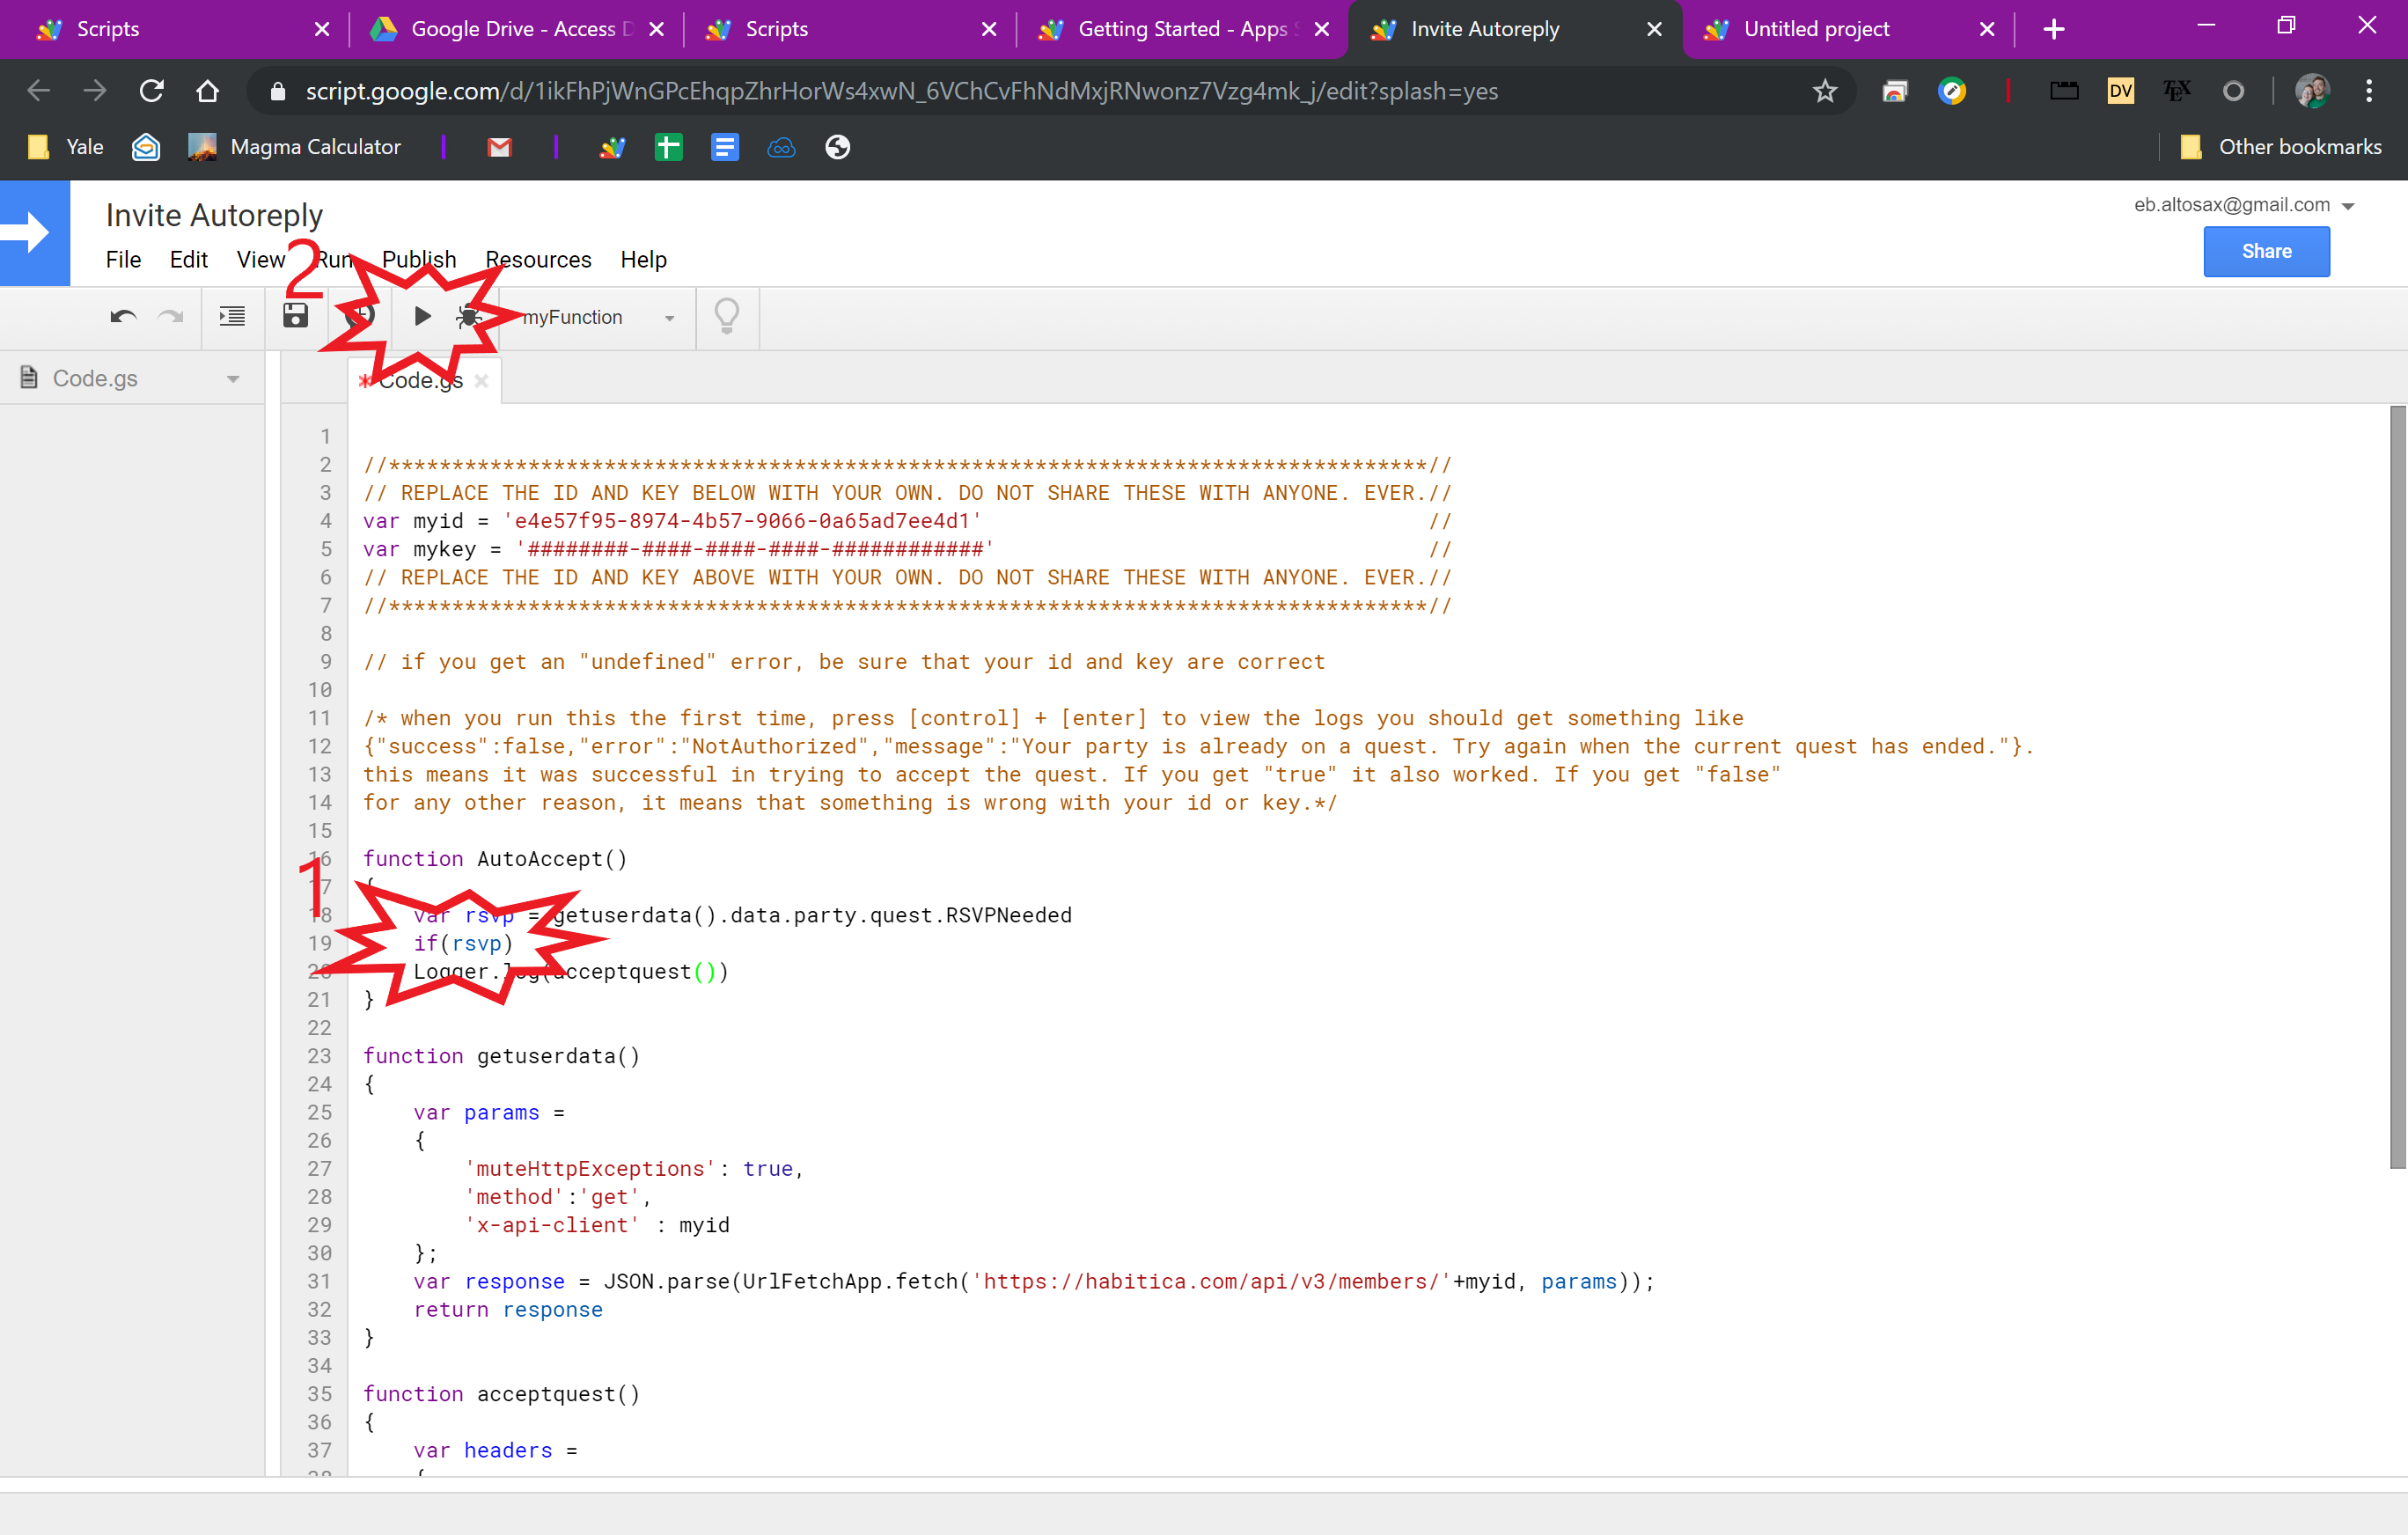 Scripts
Google Drive - Access D
Scripts
Getting Started - Apps S
Invite Autoreply
Untitled project
script.google.com/d/1ikFhPjWnGPcEhqpZhrHorWs4xwN_6VChCvFhNdMxjRNwonz7Vzg4mk_j/edit?splash=yes
DV
TEX
Yale
Magma Calculator
Other bookmarks
Invite Autoreply
eb.altosax@gmail.com
File Edit View Run Publish Resources Help
Share
2
myFunction
Code.gs
* Code.gs
1
2 //**********************************************************************************//
3 // REPLACE THE ID AND KEY BELOW WITH YOUR OWN. DO NOT SHARE THESE WITH ANYONE. EVER.//
4 var myid = 'e4e57f95-8974-4b57-9066-0a65ad7ee4d1' //
5 var mykey = '########-####-####-####-############' //
6 // REPLACE THE ID AND KEY ABOVE WITH YOUR OWN. DO NOT SHARE THESE WITH ANYONE. EVER.//
7 //**********************************************************************************//
8
9 // if you get an "undefined" error, be sure that your id and key are correct
10
11 /* when you run this the first time, press [control] + [enter] to view the logs you should get something like
12 {"success":false,"error":"NotAuthorized","message":"Your party is already on a quest. Try again when the current quest has ended."}.
13 this means it was successful in trying to accept the quest. If you get "true" it also worked. If you get "false"
14 for any other reason, it means that something is wrong with your id or key.*/
15
16 function AutoAccept()
17 {
1
18 var rsvp = getuserdata().data.party.quest.RSVPNeeded
19 if(rsvp)
20 Logger.log(acceptquest())
21 }
22
23 function getuserdata()
24 {
25 var params =
26 {
27 'muteHttpExceptions': true,
28 'method':'get',
29 'x-api-client' : myid
30 };
31 var response = JSON.parse(UrlFetchApp.fetch('https://habitica.com/api/v3/members/'+myid, params));
32 return response
33 }
34
35 function acceptquest()
36 {
37 var headers =
38 {